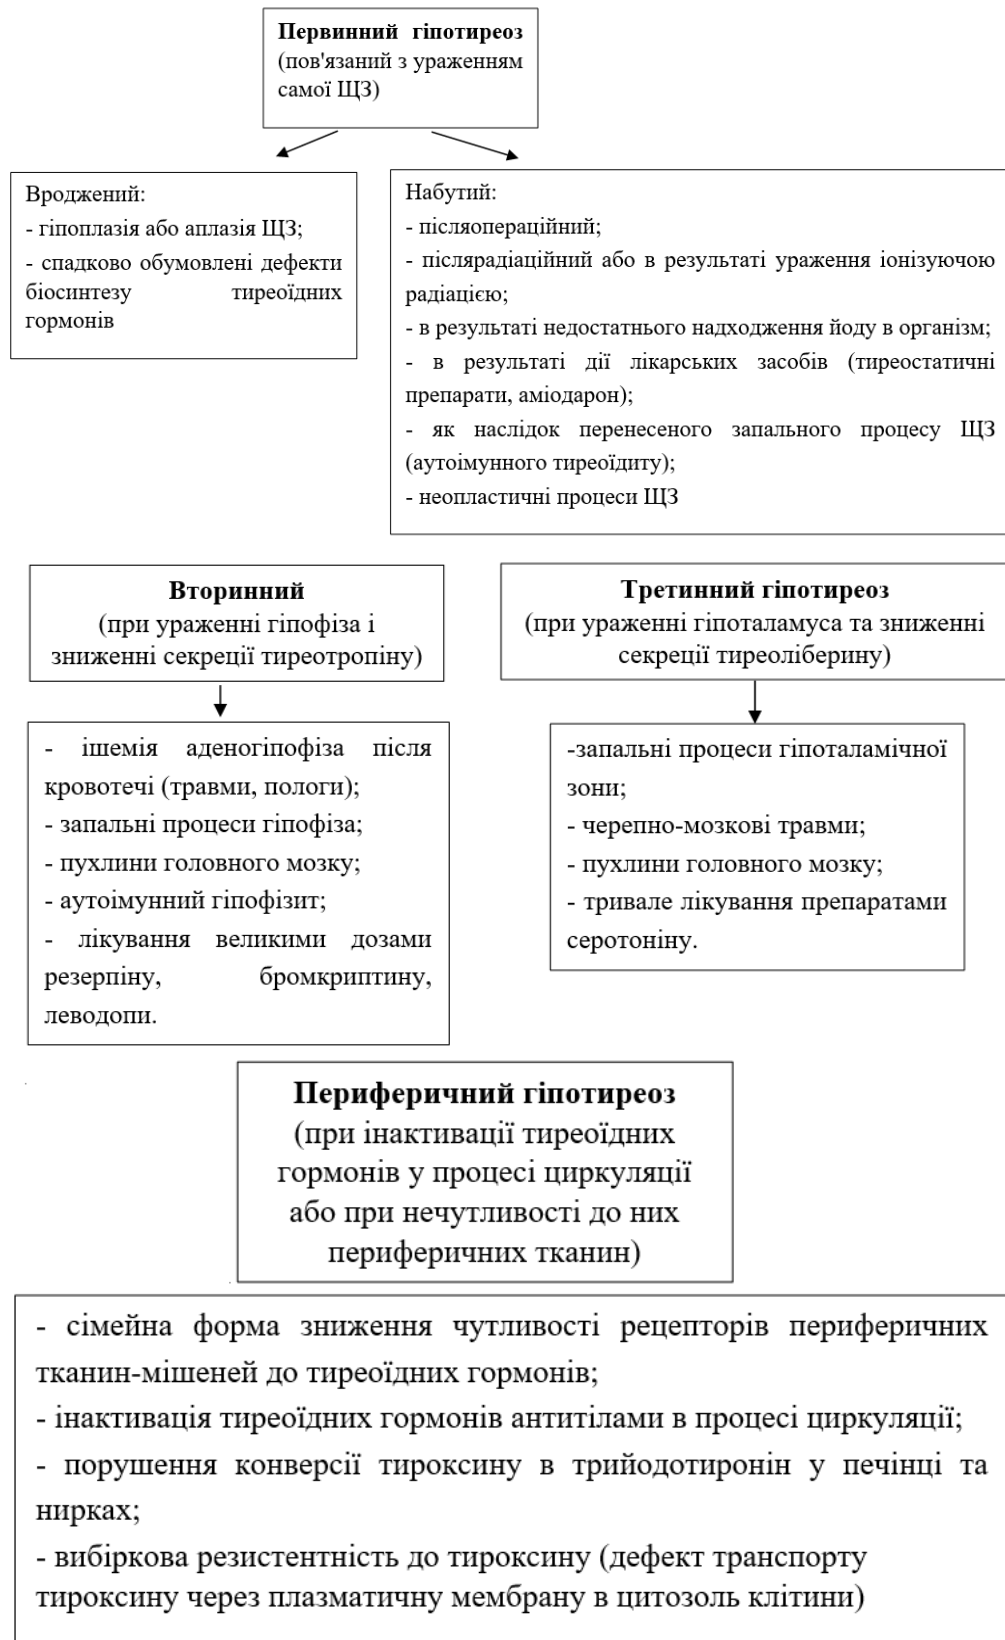 Первинний гіпотиреоз
(пов'язаний з ураженням
самої ЩЗ)
Вроджений:
- гіпоплазія або аплазія ЩЗ;
- спадково обумовлені дефекти
біосинтезу тиреоїдних
гормонів
Набутий:
- післяопераційний;
- післярадіаційний або в результаті ураження іонізуючою
радіацією;
- в результаті недостатнього надходження йоду в організм;
- в результаті дії лікарських засобів (тиреостатичні
препарати, аміодарон);
- як наслідок перенесеного запального процесу ЩЗ
(аутоімунного тиреоїдиту);
- неопластичні процеси ЩЗ
Вторинний
(при ураженні гіпофіза і
зниженні секреції тиреотропіну)
- ішемія аденогіпофіза після
кровотечі (травми, пологи);
- запальні процеси гіпофіза;
- пухлини головного мозку;
- аутоімунний гіпофізит;
- лікування великими дозами
резерпіну, бромкриптину,
леводопи.
Третинний гіпотиреоз
(при ураженні гіпоталамуса та зниженні
секреції тиреоліберину)
-запальні процеси гіпоталамічної
зони;
- черепно-мозкові травми;
- пухлини головного мозку;
- тривале лікування препаратами
серотоніну.
Периферичний гіпотиреоз
(при інактивації тиреоїдних
гормонів у процесі циркуляції
або при нечутливості до них
периферичних тканин)
- сімейна форма зниження чутливості рецепторів периферичних
тканин-мішеней до тиреоїдних гормонів;
- інактивація тиреоїдних гормонів антитілами в процесі циркуляції;
- порушення конверсії тироксину в трийодотиронін у печінці та
нирках;
- вибіркова резистентність до тироксину (дефект транспорту
тироксину через плазматичну мембрану в цитозоль клітини)